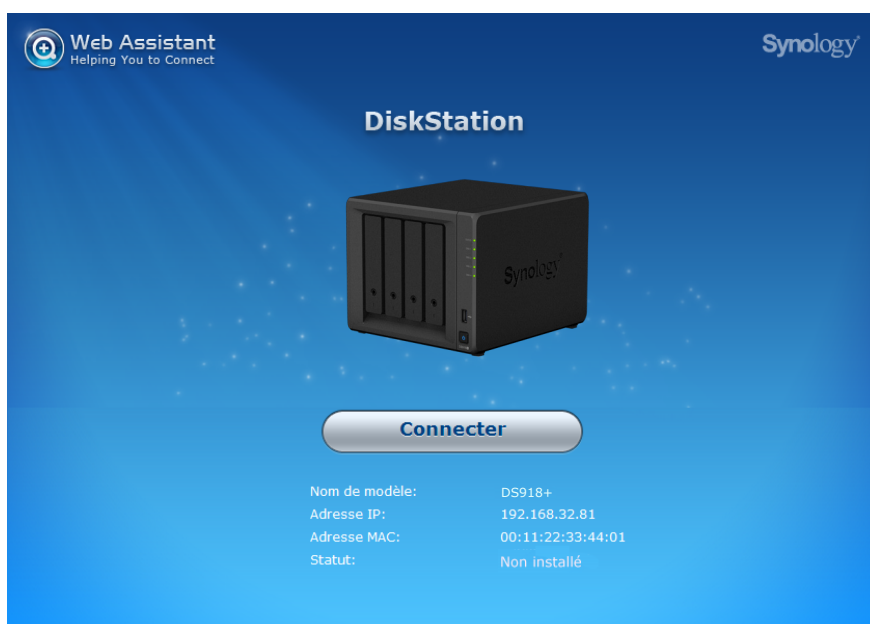 Web Assistant
Helping You to Connect
Synology
DiskStation
Synology
Connecter
Nom de modèle: DS918+
Adresse IP: 192.168.32.81
Adresse MAC: 00:11:22:33:44:01
Statut: Non installé